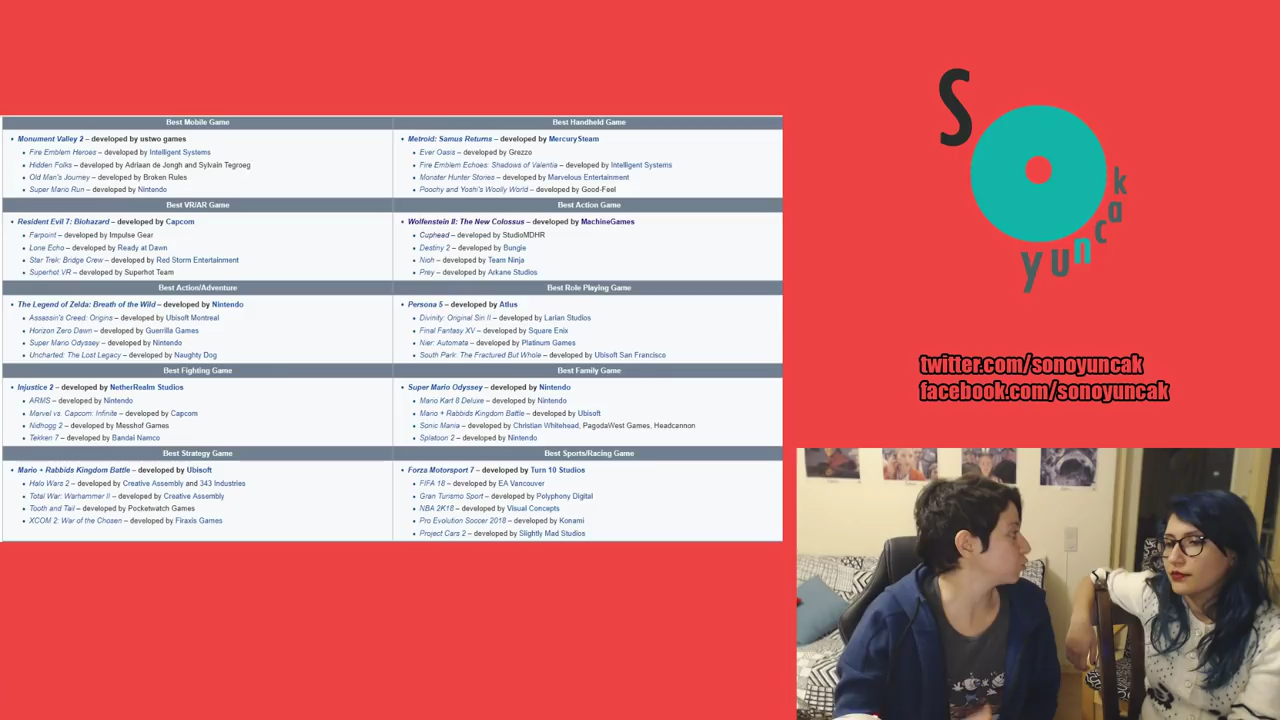 Best Mobile Game
Monument Valley 2 – developed by ustwo games
Fire Emblem Heroes – developed by Intelligent Systems
Hidden Folks – developed by Adriaan de Jongh and Sylvain Tegroeg
Old Man's Journey – developed by Broken Rules
Super Mario Run – developed by Nintendo
Best Handheld Game
Metroid: Samus Returns – developed by MercurySteam
Ever Oasis – developed by Grezzo
Fire Emblem Echoes: Shadows of Valentia – developed by Intelligent Systems
Monster Hunter Stories – developed by Marvelous Entertainment
Poochy and Yoshi's Woolly World – developed by Good-Feel
Best VR/AR Game
Resident Evil 7: Biohazard – developed by Capcom
Farpoint – developed by Impulse Gear
Lone Echo – developed by Ready at Dawn
Star Trek: Bridge Crew – developed by Red Storm Entertainment
Superhot VR – developed by Superhot Team
Best Action Game
Wolfenstein II: The New Colossus – developed by MachineGames
Cuphead – developed by StudioMDHR
Destiny 2 – developed by Bungie
Nioh – developed by Team Ninja
Prey – developed by Arkane Studios
Best Action/Adventure
The Legend of Zelda: Breath of the Wild – developed by Nintendo
Assassin's Creed: Origins – developed by Ubisoft Montreal
Horizon Zero Dawn – developed by Guerrilla Games
Super Mario Odyssey – developed by Nintendo
Uncharted: The Lost Legacy – developed by Naughty Dog
Best Role Playing Game
Persona 5 – developed by Atlus
Divinity: Original Sin II – developed by Larian Studios
Final Fantasy XV – developed by Square Enix
Nier: Automata – developed by Platinum Games
South Park: The Fractured But Whole – developed by Ubisoft San Francisco
Best Fighting Game
Injustice 2 – developed by NetherRealm Studios
ARMS – developed by Nintendo
Marvel vs. Capcom: Infinite – developed by Capcom
Nidhogg 2 – developed by Messhof Games
Tekken 7 – developed by Bandai Namco
Best Family Game
Super Mario Odyssey – developed by Nintendo
Mario Kart 8 Deluxe – developed by Nintendo
Mario + Rabbids Kingdom Battle – developed by Ubisoft
Sonic Mania – developed by Christian Whitehead, PagodaWest Games, Headcannon
Splatoon 2 – developed by Nintendo
Best Strategy Game
Mario + Rabbids Kingdom Battle – developed by Ubisoft
Halo Wars 2 – developed by Creative Assembly and 343 Industries
Total War: Warhammer II – developed by Creative Assembly
Tooth and Tail – developed by Pocketwatch Games
XCOM 2: War of the Chosen – developed by Firaxis Games
Best Sports/Racing Game
Forza Motorsport 7 – developed by Turn 10 Studios
FIFA 18 – developed by EA Vancouver
Gran Turismo Sport – developed by Polyphony Digital
NBA 2K18 – developed by Visual Concepts
Pro Evolution Soccer 2018 – developed by Konami
Project Cars 2 – developed by Slightly Mad Studios
S
yuncak
twitter.com/sonoyuncak
facebook.com/sonoyuncak